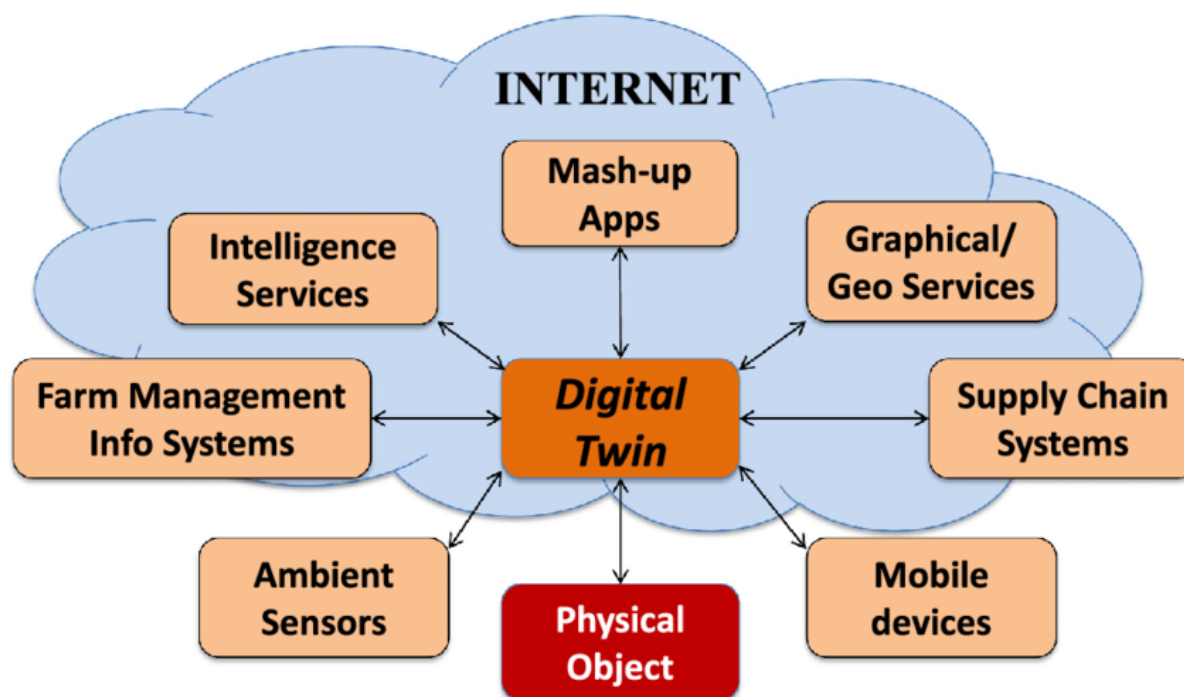 INTERNET
Mash-up
Apps
Intelligence
Services
Graphical/
Geo Services
Farm Management
Info Systems
Digital
Twin
Supply Chain
Systems
Ambient
Sensors
Physical
Object
Mobile
devices